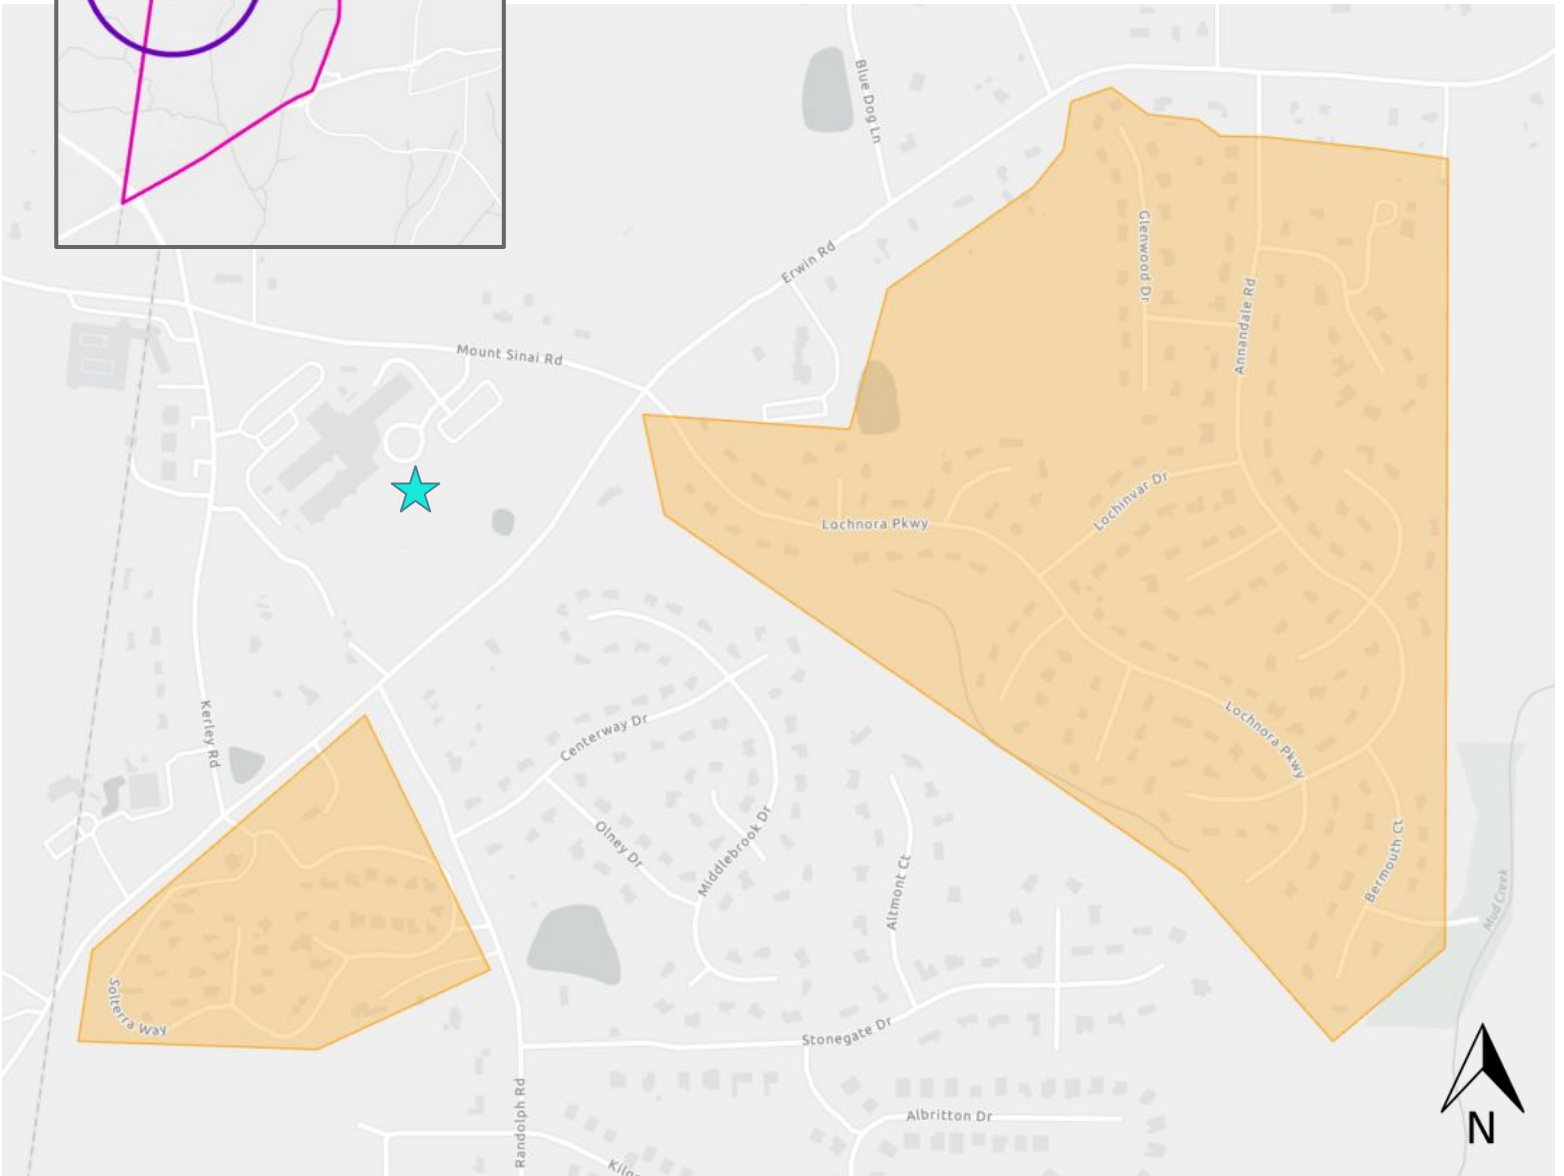 Blue Dog Ln
Erwin Rd
Glenwood Dr
Annandale Rd
Mount Sinai Rd
Lochinvar Dr
Lochnora Pkwy
Kerley Rd
Centerway Dr
Lochnora Pkwy
Olney Dr
Middlebrook Dr
Altmont Ct
Bermouth Ct
Mud Creek
Solterra Way
Stonegate Dr
Randolph Rd
Albritton Dr
N